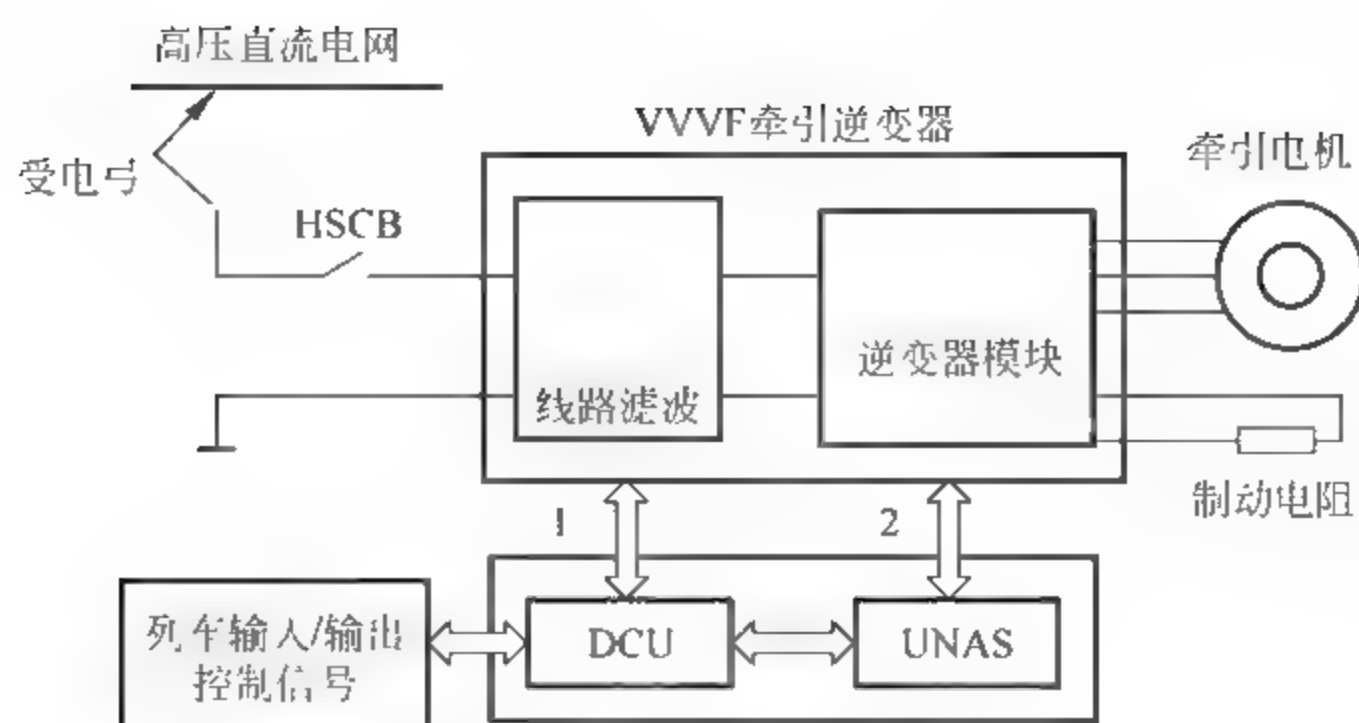 高压直流电网
VVVF牵引逆变器
牵引电机
受电弓
HSCB
逆变器模块
线路滤波
制动电阻
1
2
列车输入/输出
控制信号
DCU
UNAS